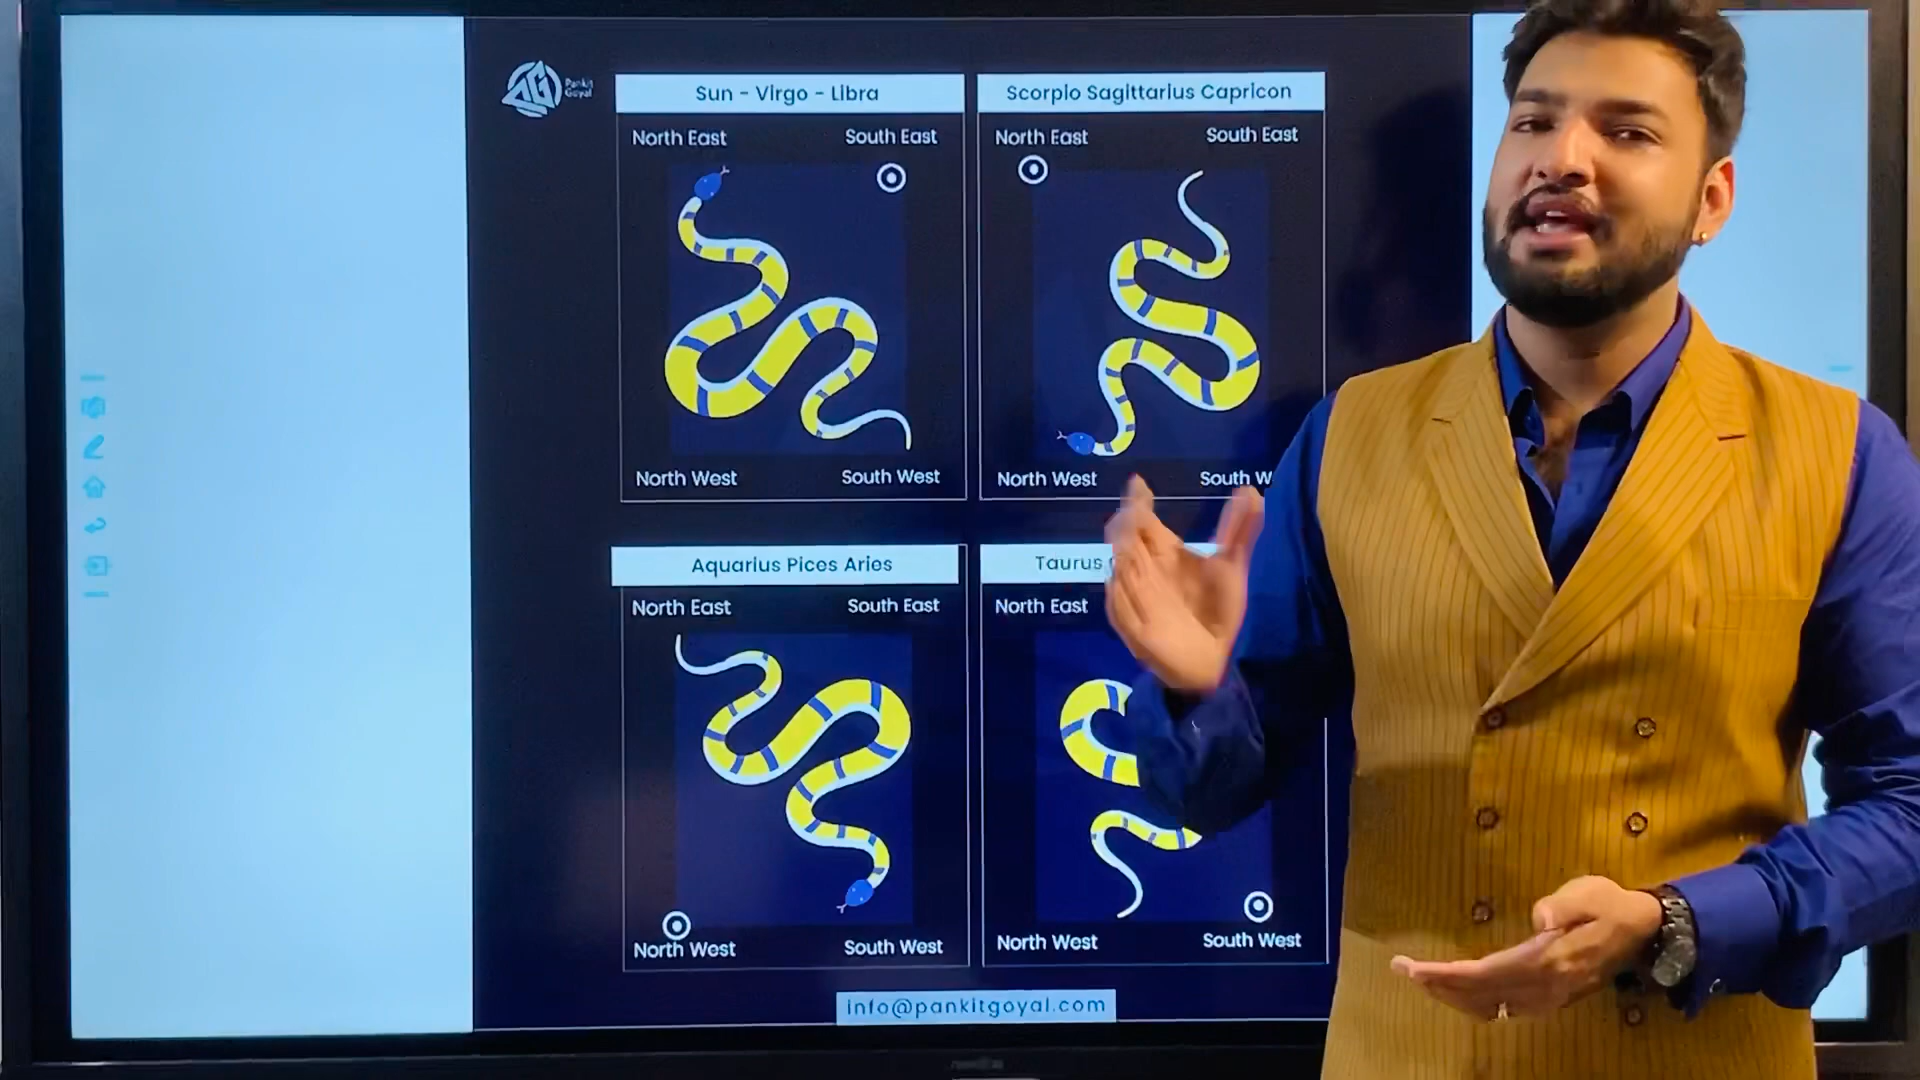 Pankit
Goyal
Sun - Virgo - Libra
North East
South East
North West
South West
Scorpio Sagittarius Capricon
North East
South East
North West
South W
Aquarius Pices Aries
North East
South East
North West
South West
Taurus
North East
North West
South West
info@pankitgoyal.com